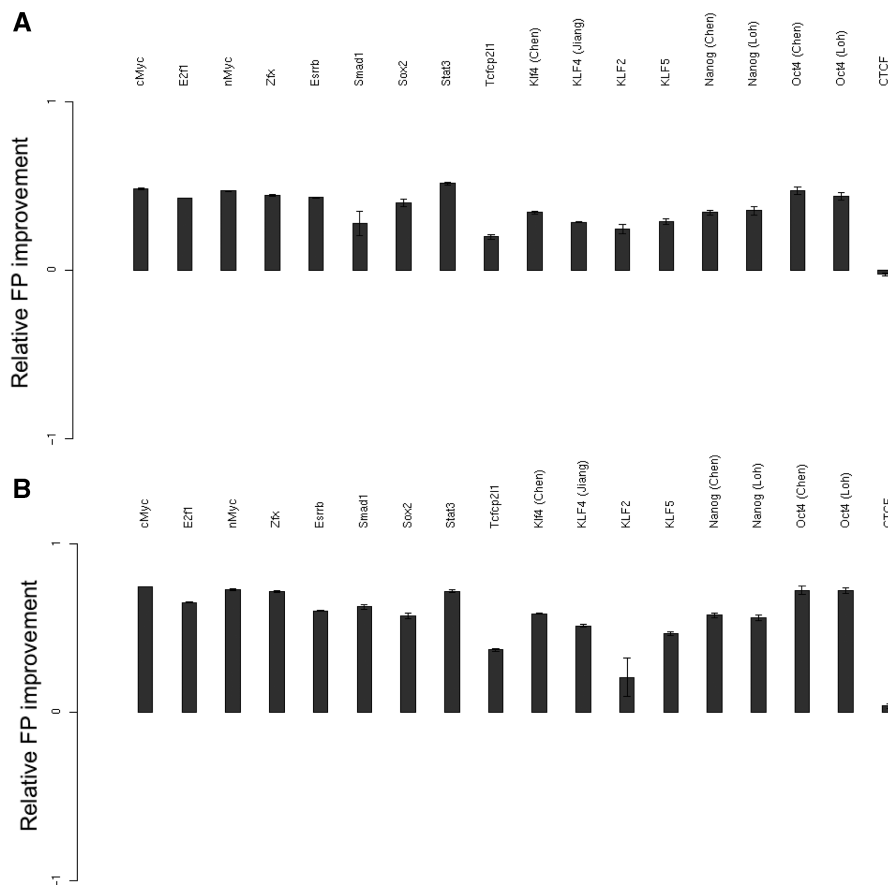 A
cMyc
E2f1
nMyc
Zfx
Esrrb
Smad1
Sox2
Stat3
Tcfcp2l1
Klf4 (Chen)
KLF4 (Jiang)
KLF2
KLF5
Nanog (Chen)
Nanog (Loh)
Oct4 (Chen)
Oct4 (Loh)
CTCF
Relative FP improvement
1
0
−1
B
cMyc
E2f1
nMyc
Zfx
Esrrb
Smad1
Sox2
Stat3
Tcfcp2l1
Klf4 (Chen)
KLF4 (Jiang)
KLF2
KLF5
Nanog (Chen)
Nanog (Loh)
Oct4 (Chen)
Oct4 (Loh)
CTCF
Relative FP improvement
1
0
−1